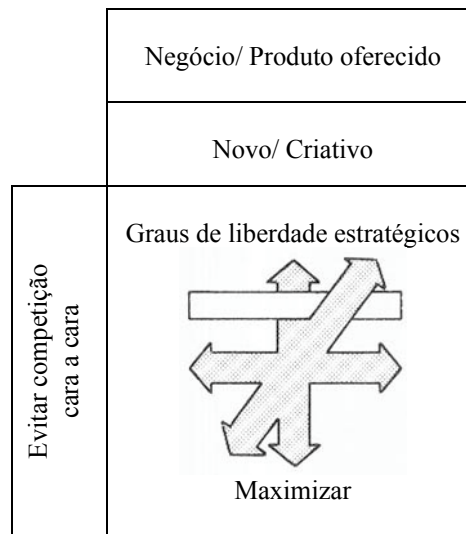 Negócio/ Produto oferecido
Novo/ Criativo
Evitar competição
cara a cara
Graus de liberdade estratégicos
Maximizar